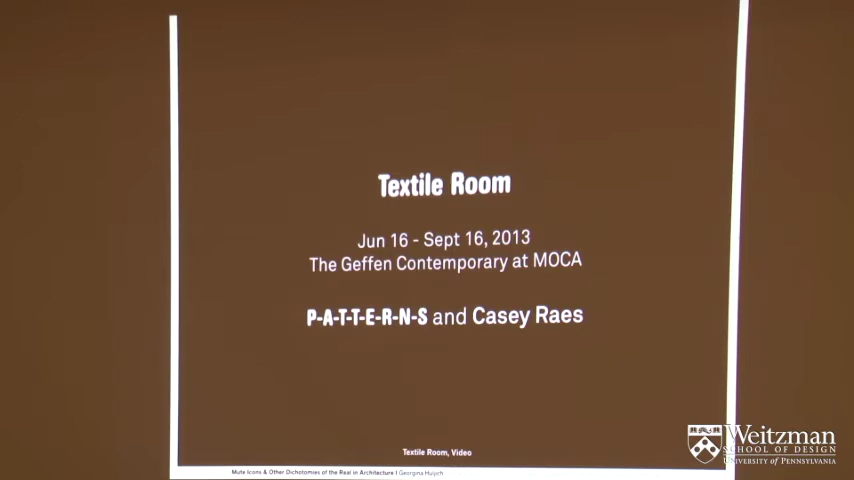 Textile Room
Jun 16 - Sept 16, 2013
The Geffen Contemporary at MOCA
P-A-T-T-E-R-N-S and Casey Raes
Textile Room, Video
Mute Icons & Other Dichotomies of the Real in Architecture I Georgina Huljich
Weitzman
SCHOOL OF DESIGN
UNIVERSITY of PENNSYLVANIA